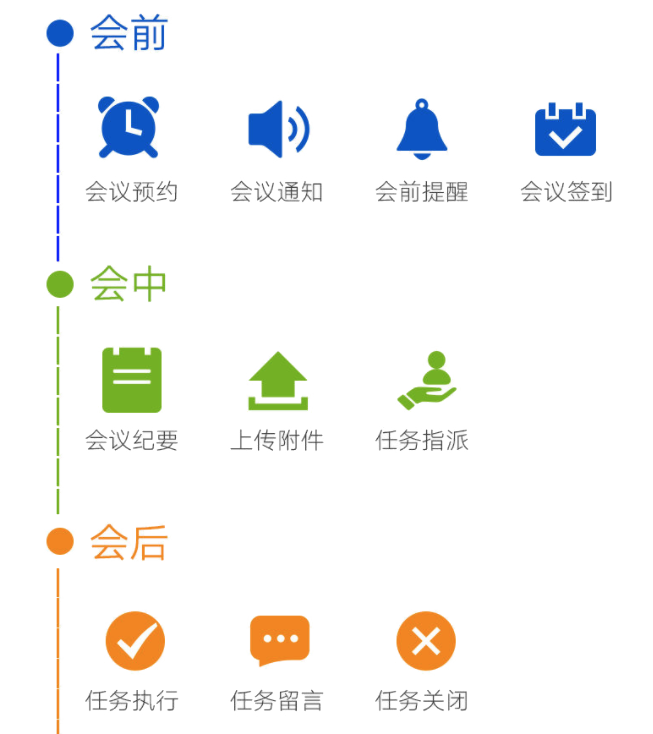 会前
会议预约 会议通知 会前提醒 会议签到
会中
会议纪要 上传附件 任务指派
会后
任务执行 任务留言 任务关闭